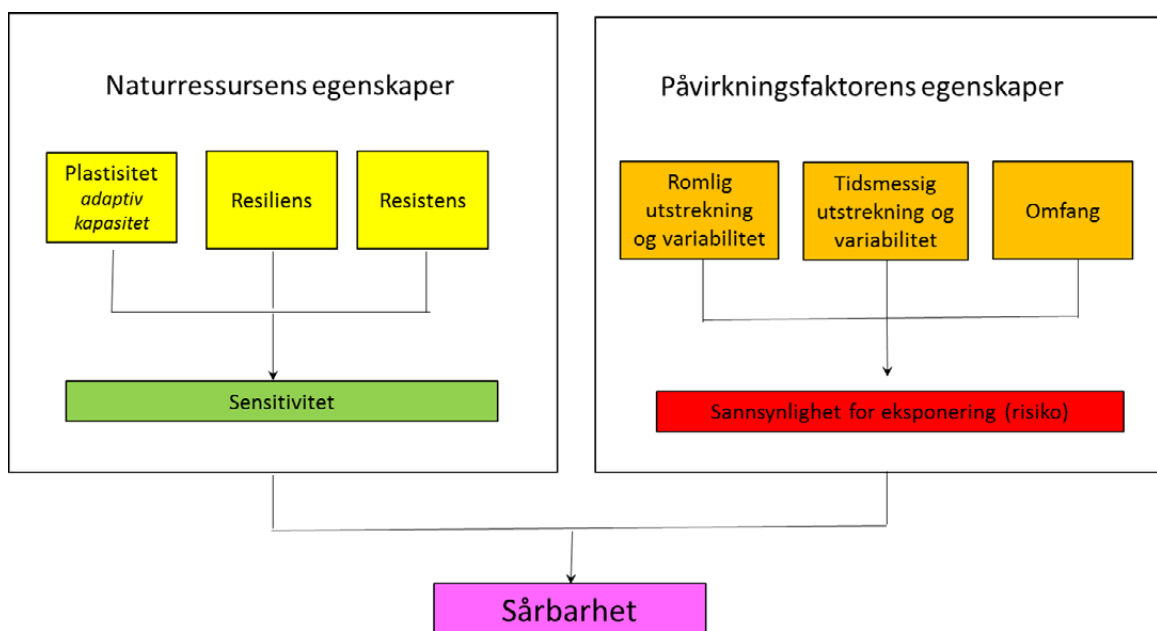 Naturressursens egenskaper
Plastisitet
adaptiv
kapasitet
Resiliens
Resistens
Sensitivitet
Påvirkningsfaktorens egenskaper
Romlig
utstrekning
og variabilitet
Tidsmessig
utstrekning og
variabilitet
Omfang
Sannsynlighet for eksponering (risiko)
Sårbarhet